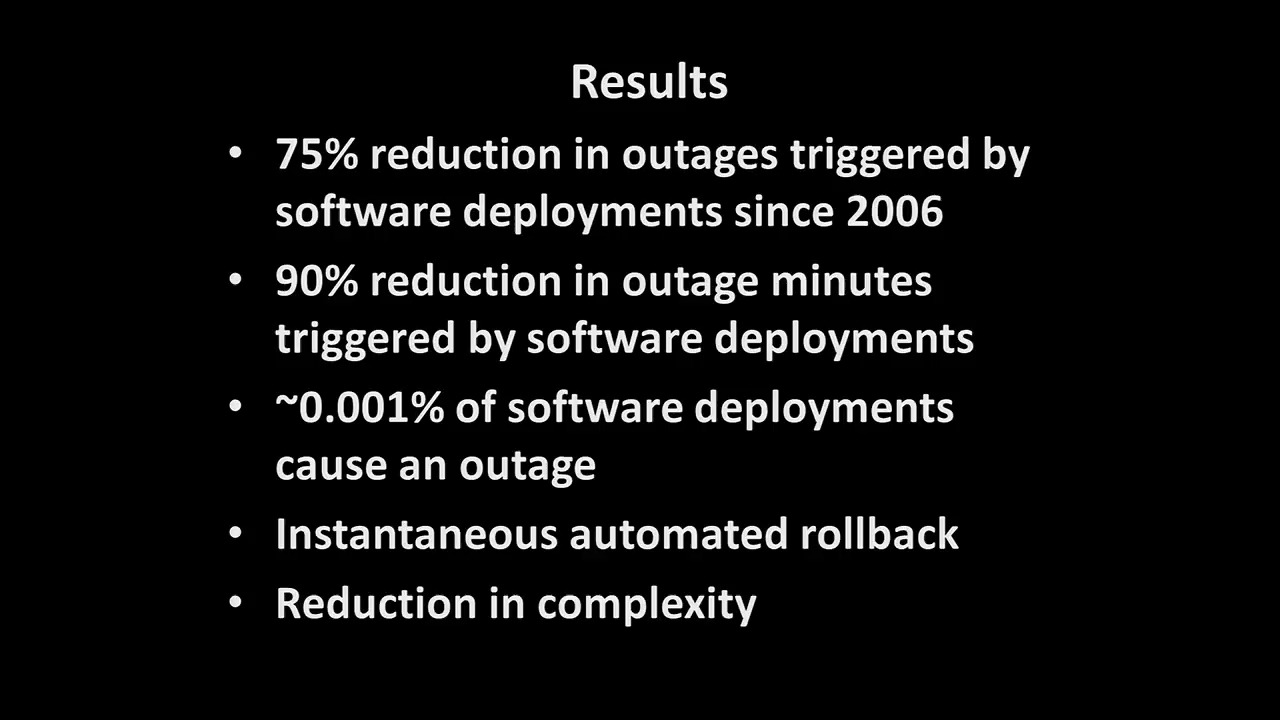 Results
• 75% reduction in outages triggered by
software deployments since 2006
• 90% reduction in outage minutes
triggered by software deployments
• ~0.001% of software deployments
cause an outage
• Instantaneous automated rollback
• Reduction in complexity